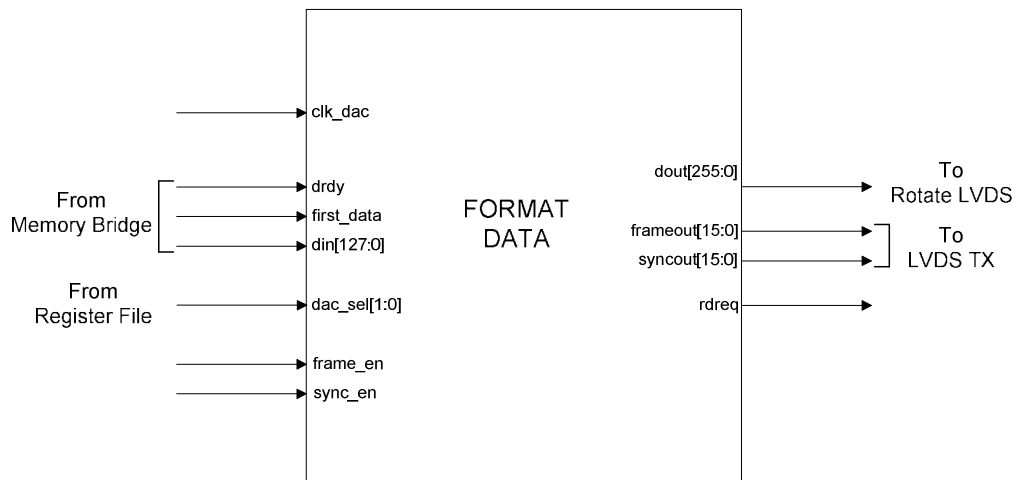 clk_dac
From
Memory Bridge
drdy
first_data
din[127:0]
From
Register File
dac_sel[1:0]
frame_en
sync_en
FORMAT
DATA
dout[255:0]
To
Rotate LVDS
frameout[15:0]
syncout[15:0]
To
LVDS TX
rdreq